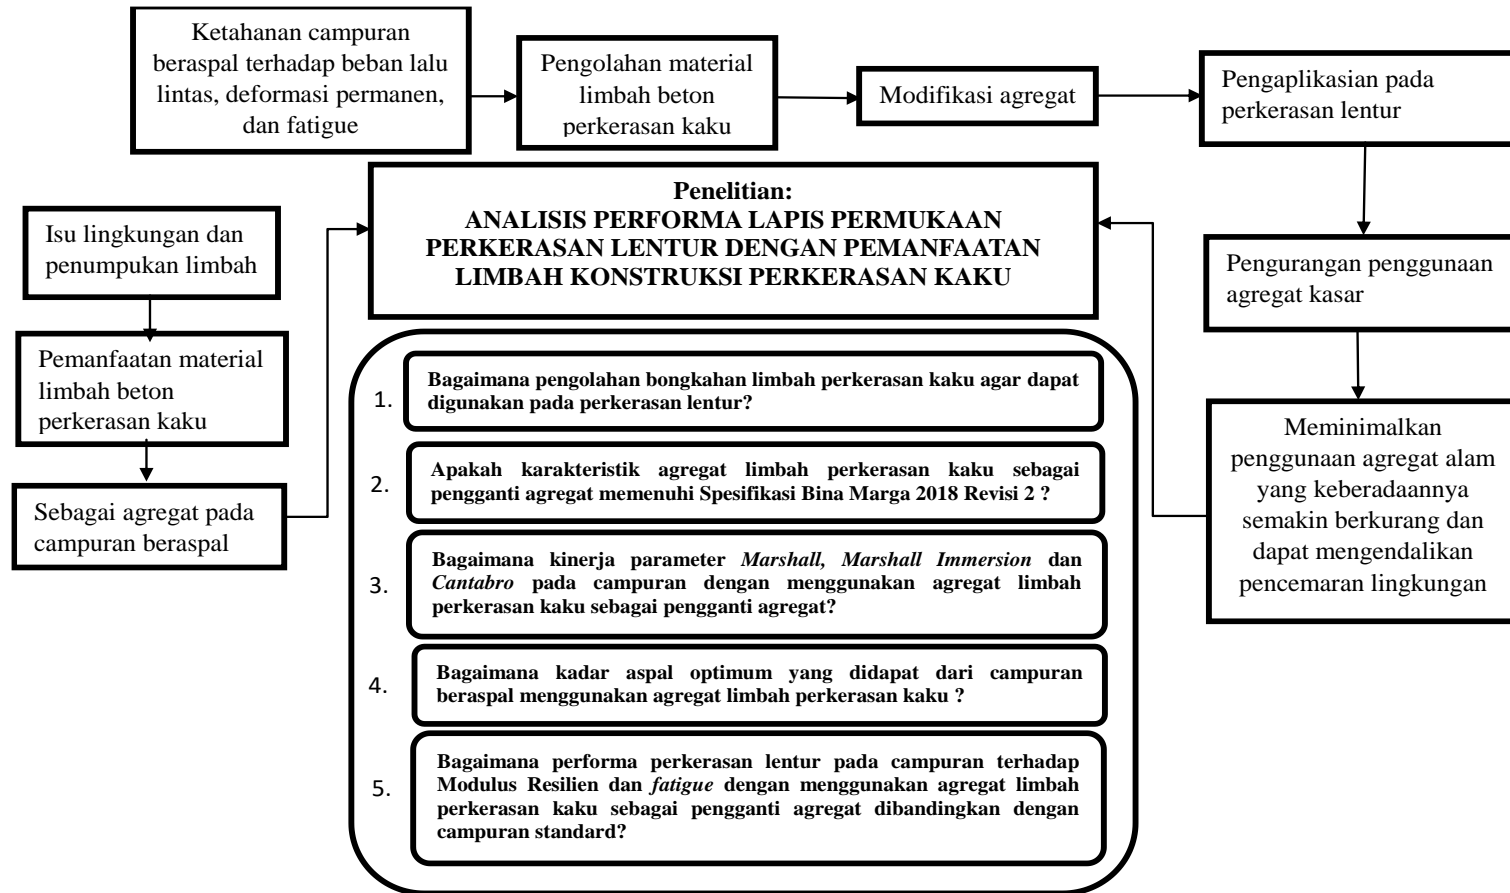 Ketahanan campuran
beraspal terhadap beban lalu
lintas, deformasi permanen,
dan fatigue
Pengolahan material
limbah beton
perkerasan kaku
Modifikasi agregat
Pengaplikasian pada
perkerasan lentur
Isu lingkungan dan
penumpukan limbah
Pemanfaatan material
limbah beton
perkerasan kaku
Sebagai agregat pada
campuran beraspal
Penelitian:
ANALISIS PERFORMA LAPIS PERMUKAAN
PERKERASAN LENTUR DENGAN PEMANFAATAN
LIMBAH KONSTRUKSI PERKERASAN KAKU
Pengurangan penggunaan
agregat kasar
Meminimalkan
penggunaan agregat alam
yang keberadaannya
semakin berkurang dan
dapat mengendalikan
pencemaran lingkungan
1. Bagaimana pengolahan bongkahan limbah perkerasan kaku agar dapat
digunakan pada perkerasan lentur?
2. Apakah karakteristik agregat limbah perkerasan kaku sebagai
pengganti agregat memenuhi Spesifikasi Bina Marga 2018 Revisi 2 ?
3. Bagaimana kinerja parameter Marshall, Marshall Immersion dan
Cantabro pada campuran dengan menggunakan agregat limbah
perkerasan kaku sebagai pengganti agregat?
4. Bagaimana kadar aspal optimum yang didapat dari campuran
beraspal menggunakan agregat limbah perkerasan kaku ?
5. Bagaimana performa perkerasan lentur pada campuran terhadap
Modulus Resilien dan fatigue dengan menggunakan agregat limbah
perkerasan kaku sebagai pengganti agregat dibandingkan dengan
campuran standard?